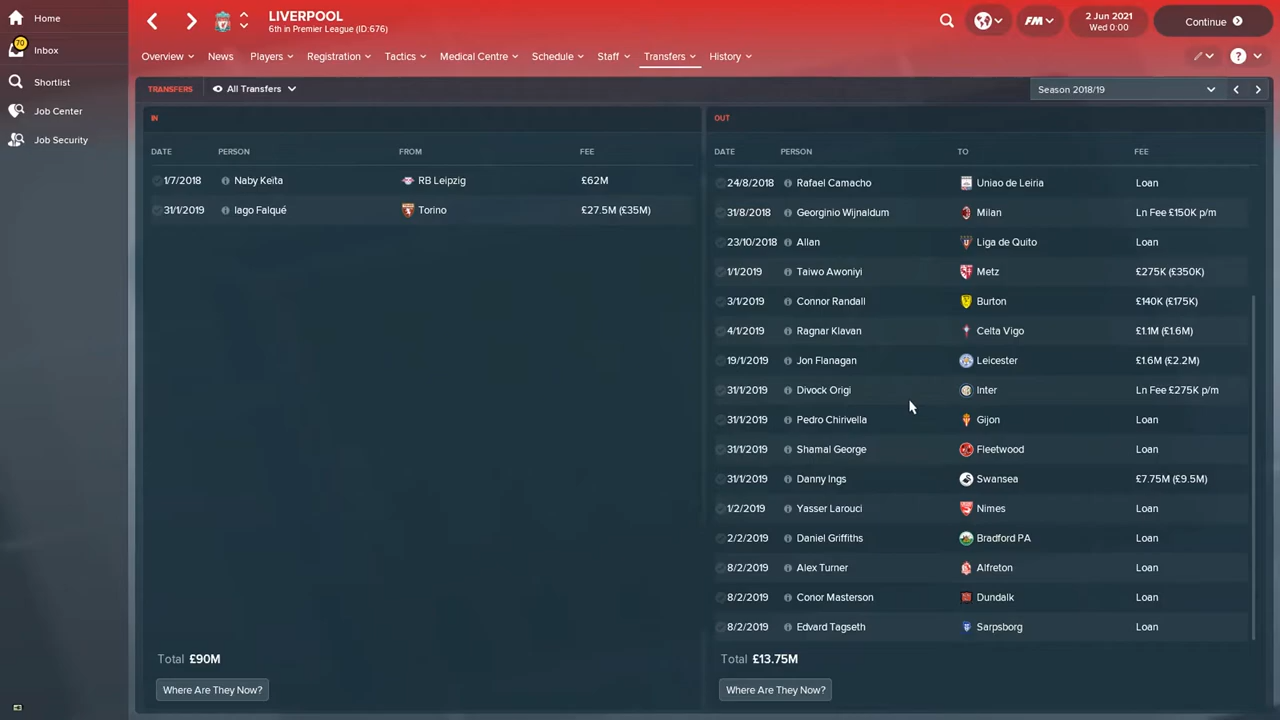 Home
LIVERPOOL
6th in Premier League (ID:676)
FM
2 Jun 2021
Wed 0:00
Continue
70
Inbox
Overview
News
Players
Registration
Tactics
Medical Centre
Schedule
Staff
Transfers
History
?
Shortlist
TRANSFERS All Transfers
Season 2018/19
Job Center
Job Security
IN
DATE PERSON FROM FEE
1/7/2018 Naby Keïta RB Leipzig £62M
31/1/2019 Iago Falqué Torino £27.5M (£35M)
Total £90M
Where Are They Now?
OUT
DATE PERSON TO FEE
24/8/2018 Rafael Camacho Uniao de Leiria Loan
31/8/2018 Georginio Wijnaldum Milan Ln Fee £150K p/m
23/10/2018 Allan Liga de Quito Loan
1/1/2019 Taiwo Awoniyi Metz £275K (£350K)
3/1/2019 Connor Randall Burton £140K (£175K)
4/1/2019 Ragnar Klavan Celta Vigo £1.1M (£1.6M)
19/1/2019 Jon Flanagan Leicester £1.6M (£2.2M)
31/1/2019 Divock Origi Inter Ln Fee £275K p/m
31/1/2019 Pedro Chirivella Gijon Loan
31/1/2019 Shamal George Fleetwood Loan
31/1/2019 Danny Ings Swansea £7.75M (£9.5M)
1/2/2019 Yasser Larouci Nimes Loan
2/2/2019 Daniel Griffiths Bradford PA Loan
8/2/2019 Alex Turner Alfreton Loan
8/2/2019 Conor Masterson Dundalk Loan
8/2/2019 Edvard Tagseth Sarpsborg Loan
Total £13.75M
Where Are They Now?